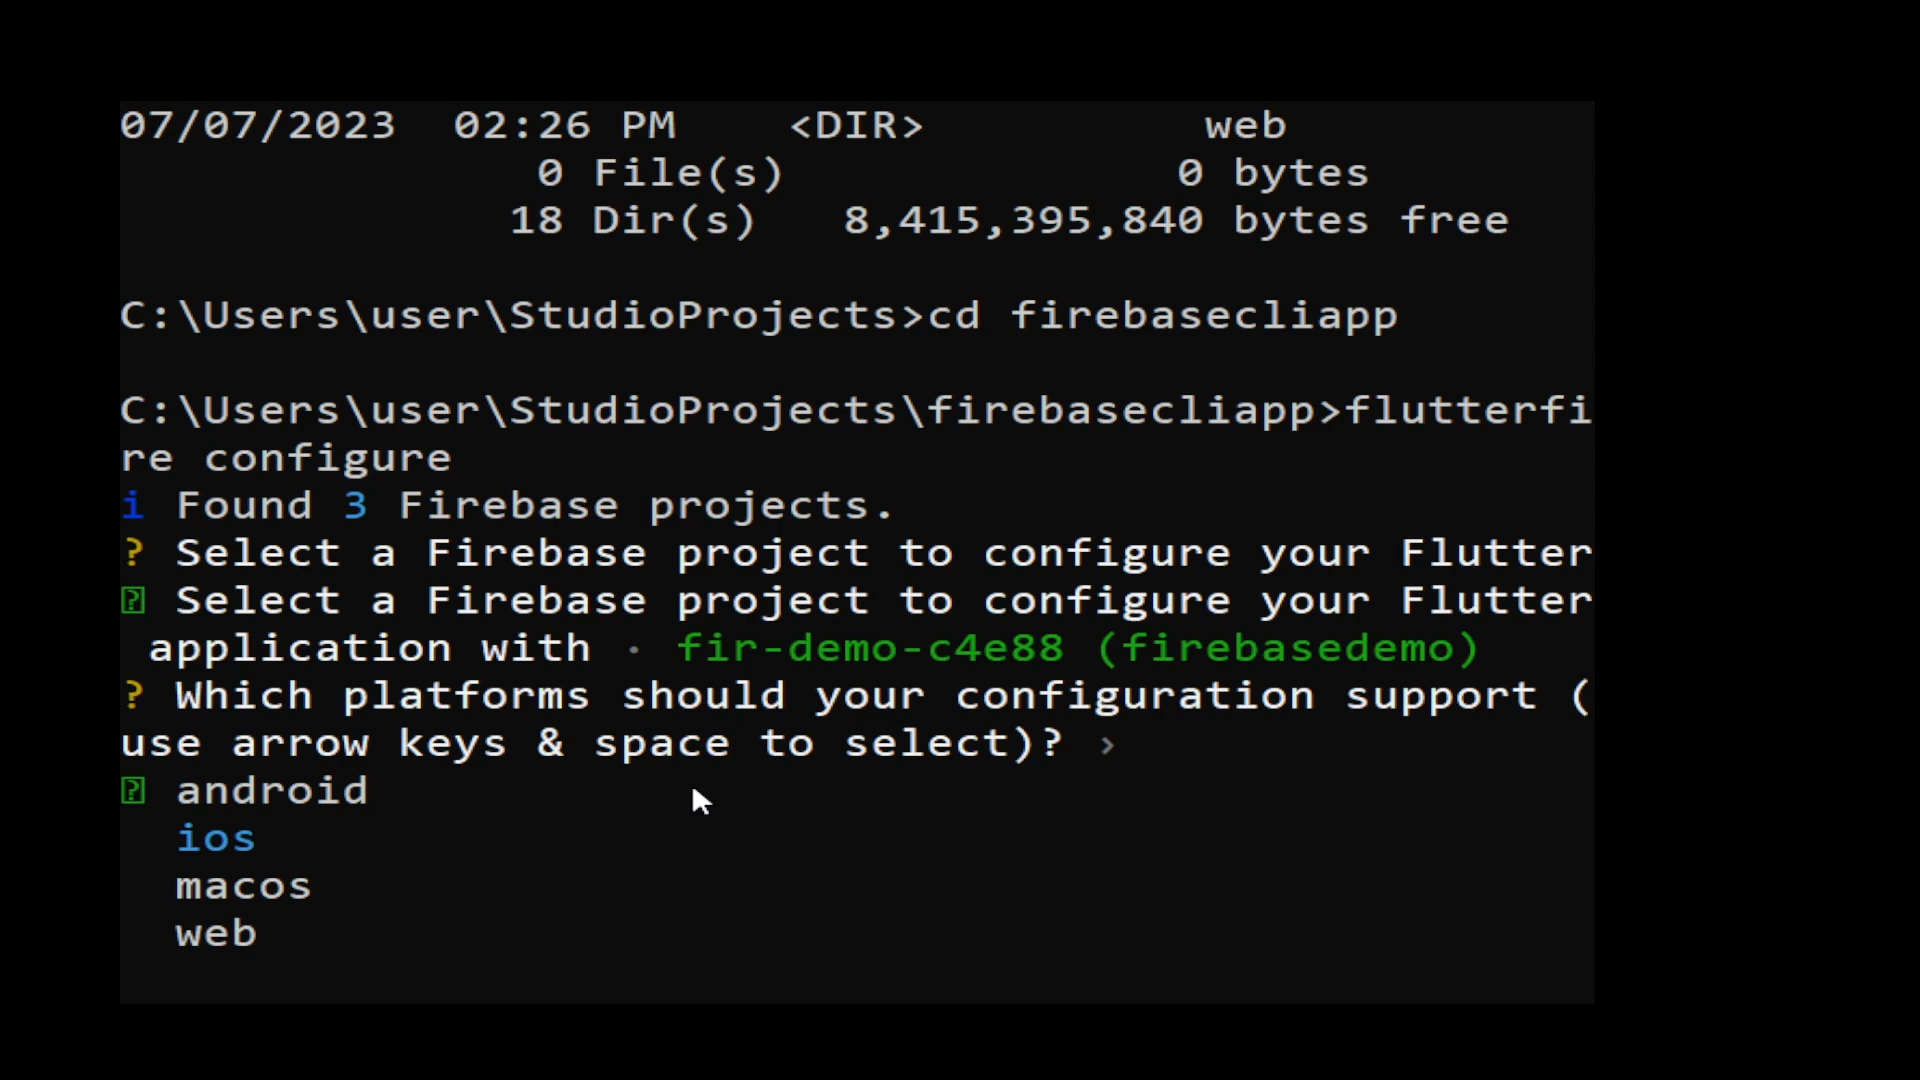 07/07/2023  02:26 PM    <DIR>          web
0 File(s)              0 bytes
18 Dir(s)   8,415,395,840 bytes free
C:\Users\user\StudioProjects>cd firebasecliapp
C:\Users\user\StudioProjects\firebasecliapp>flutterfi
re configure
i Found 3 Firebase projects.
? Select a Firebase project to configure your Flutter
? Select a Firebase project to configure your Flutter
application with · fir-demo-c4e88 (firebasedemo)
? Which platforms should your configuration support (
use arrow keys & space to select)? ›
? android
ios
macos
web